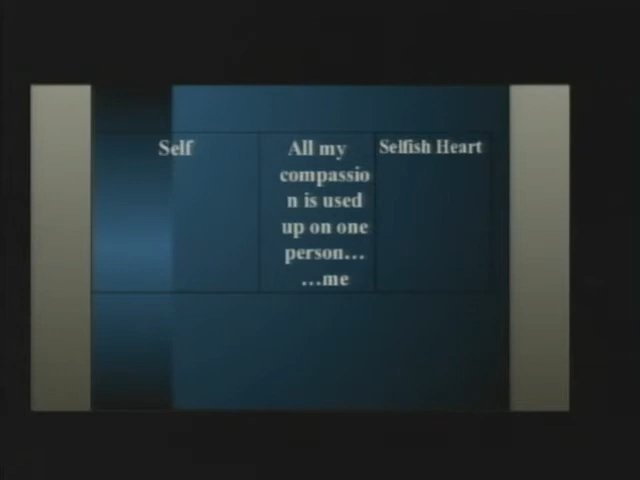 Self
All my
compassio
n is used
up on one
person…
…me
Selfish Heart